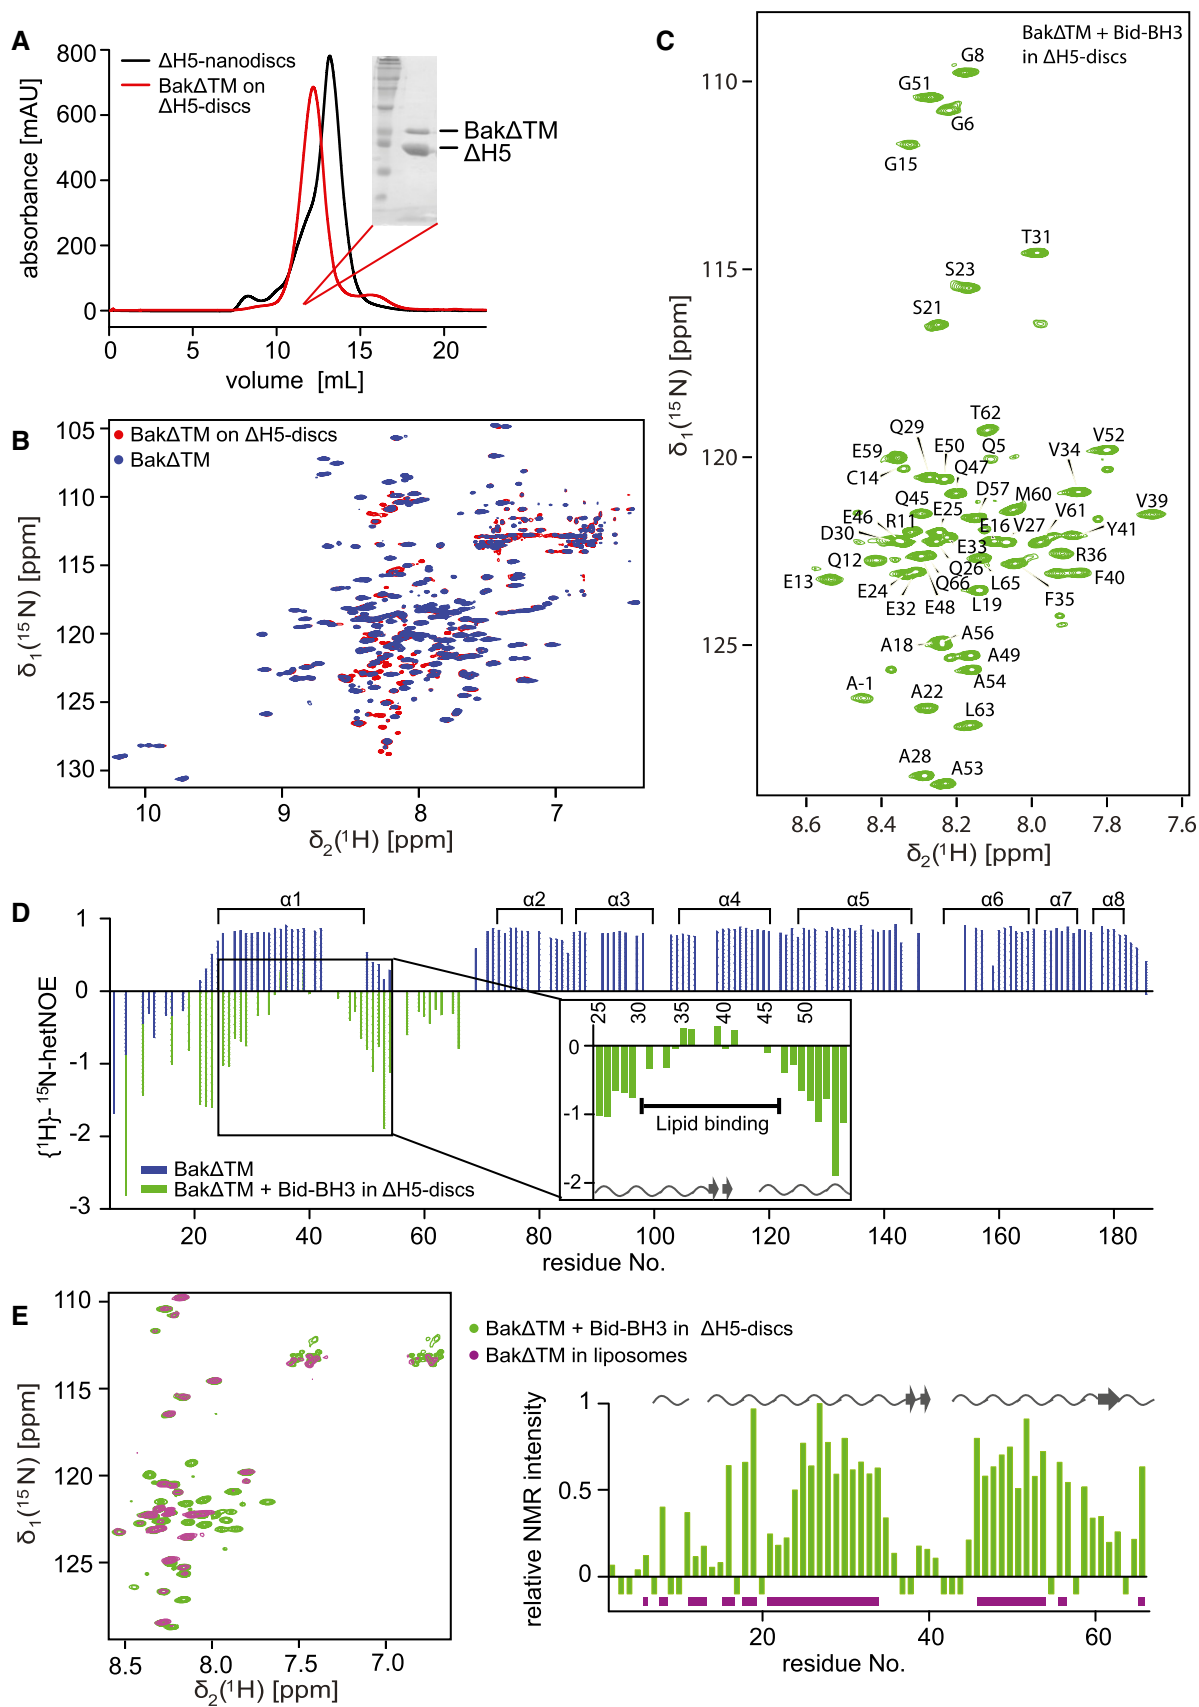 A
800
600
400
200
0
absorbance [mAU]
ΔH5-nanodiscs
BakΔTM on
ΔH5-discs
BakΔTM
ΔH5
0
5
10
15
20
volume [mL]
B
105
110
115
120
125
130
δ₁(¹⁵N) [ppm]
BakΔTM on ΔH5-discs
BakΔTM
10
9
8
7
δ₂(¹H) [ppm]
C
BakΔTM + Bid-BH3
in ΔH5-discs
110
115
120
125
δ₁(¹⁵N) [ppm]
G8
G51
G6
G15
T31
S23
S21
T62
Q29
Q5
E50
V34
V52
E59
Q47
C14
D57
M60
V39
Q45
E25
V61
E46
R11
E16
V27
Y41
D30
E33
Q12
Q26
R36
E13
L65
F40
E24
Q66
E32
E48
L19
F35
A56
A18
A49
A54
A-1
A22
L63
A28
A53
8.6
8.4
8.2
8.0
7.8
7.6
δ₂(¹H) [ppm]
D
α1
α2
α3
α4
α5
α6
α7
α8
1
0
-1
-2
-3
{¹H}-¹⁵N-hetNOE
25
30
35
40
45
50
0
-1
-2
Lipid binding
BakΔTM
BakΔTM + Bid-BH3 in ΔH5-discs
20
40
60
80
100
120
140
160
180
residue No.
E
110
115
120
125
δ₁(¹⁵N) [ppm]
8.5
8.0
7.5
7.0
δ₂(¹H) [ppm]
BakΔTM + Bid-BH3 in ΔH5-discs
BakΔTM in liposomes
1
0.5
0
relative NMR intensity
20
40
60
residue No.